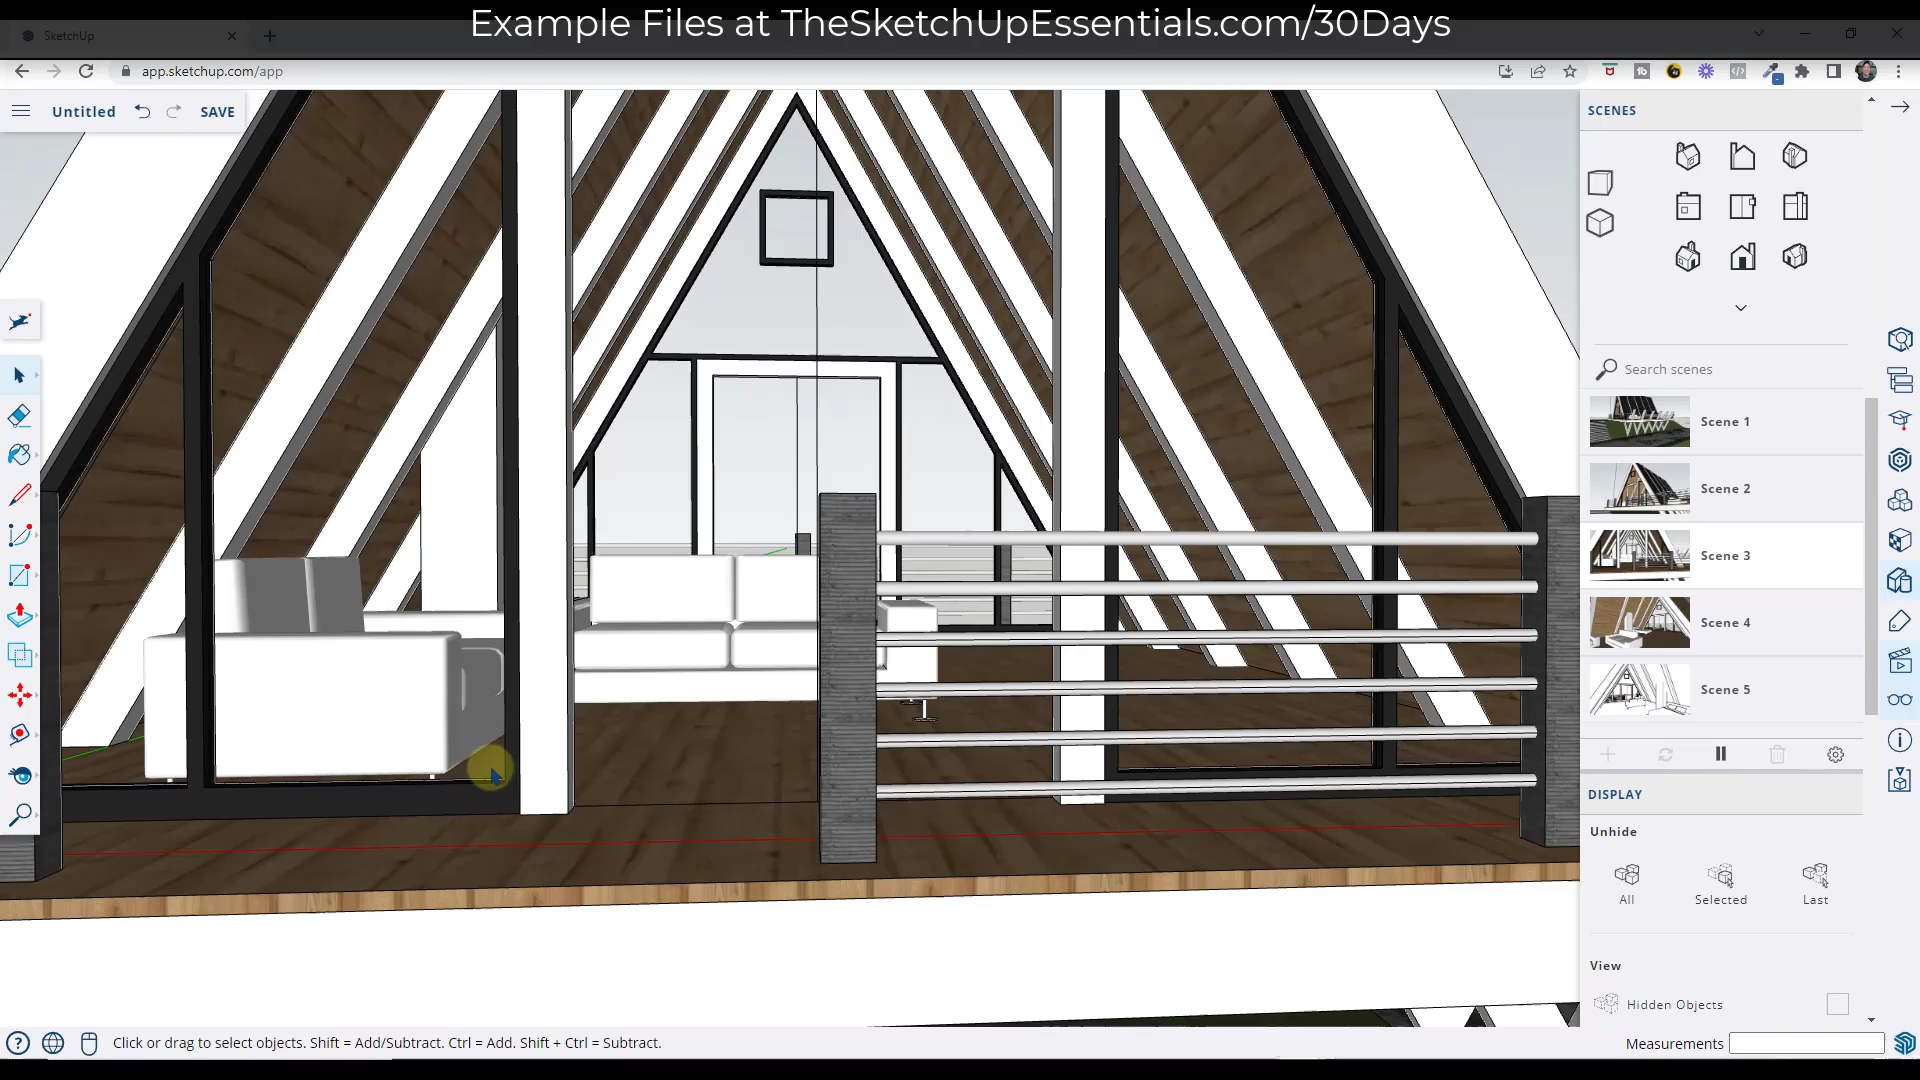 Example Files at TheSketchUpEssentials.com/30Days
SketchUp
app.sketchup.com/app
Untitled
SAVE
SCENES
Search scenes
Scene 1
Scene 2
Scene 3
Scene 4
Scene 5
DISPLAY
Unhide
All
Selected
Last
View
Hidden Objects
Click or drag to select objects. Shift = Add/Subtract. Ctrl = Add. Shift + Ctrl = Subtract.
Measurements